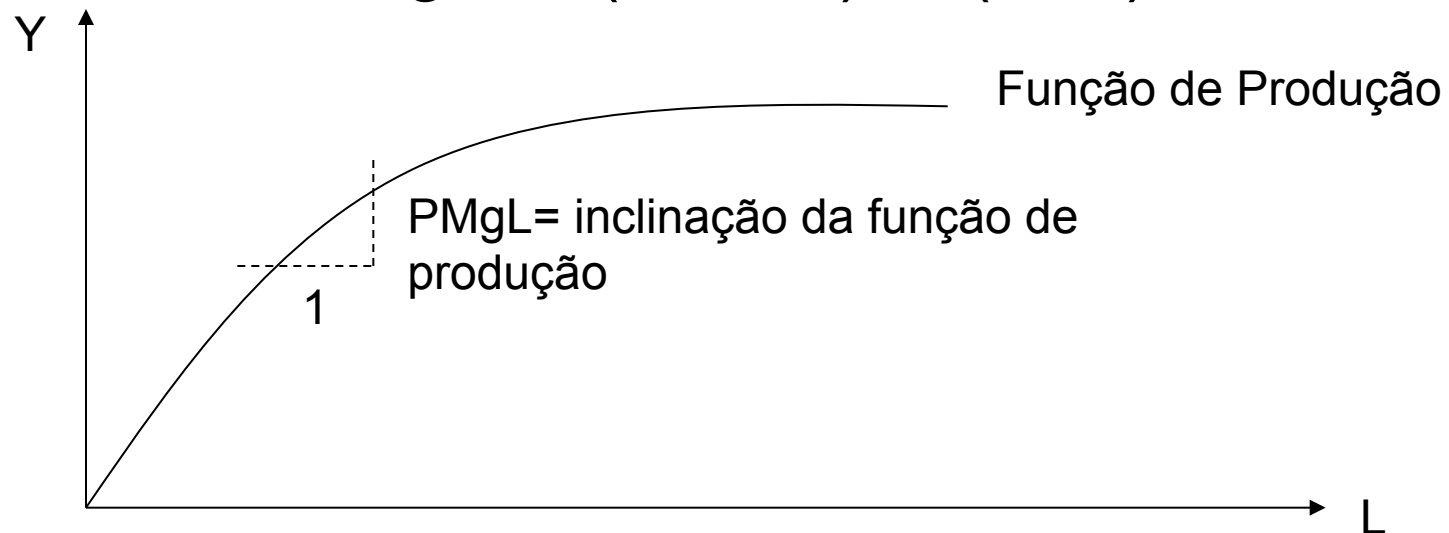 Y
Função de Produção
PMgL= inclinação da função de
produção
1
L